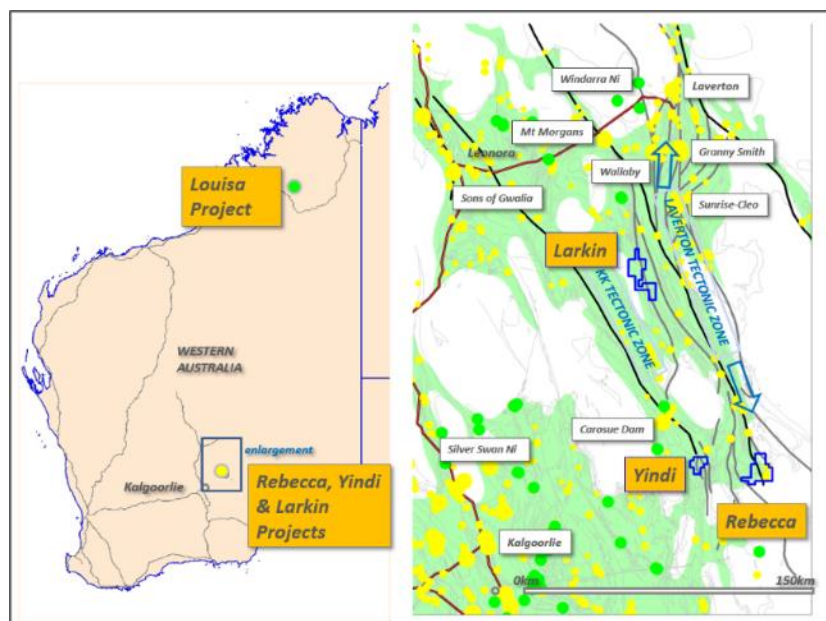 Louisa
Project
WESTERN
AUSTRALIA
enlargement
Kalgoorlie
Rebecca, Yindi
& Larkin
Projects
Windarra Ni
Laverton
Mt Morgans
Leonora
Granny Smith
Wallaby
Sons of Gwalia
Sunrise-Cleo
Larkin
LAVERTON TECTONIC ZONE
KK TECTONIC ZONE
Carosue Dam
Silver Swan Ni
Yindi
Rebecca
Kalgoorlie
0km
150km